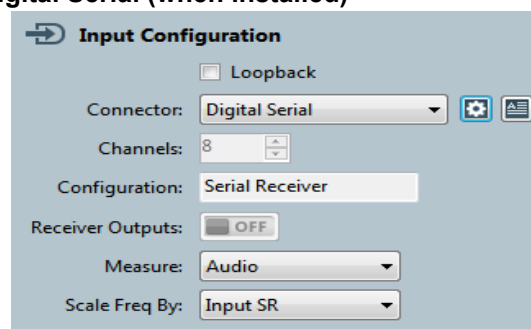 gital Serial (when installed)
Input Configuration
Loopback
Connector: Digital Serial
Channels: 8
Configuration: Serial Receiver
Receiver Outputs: OFF
Measure: Audio
Scale Freq By: Input SR